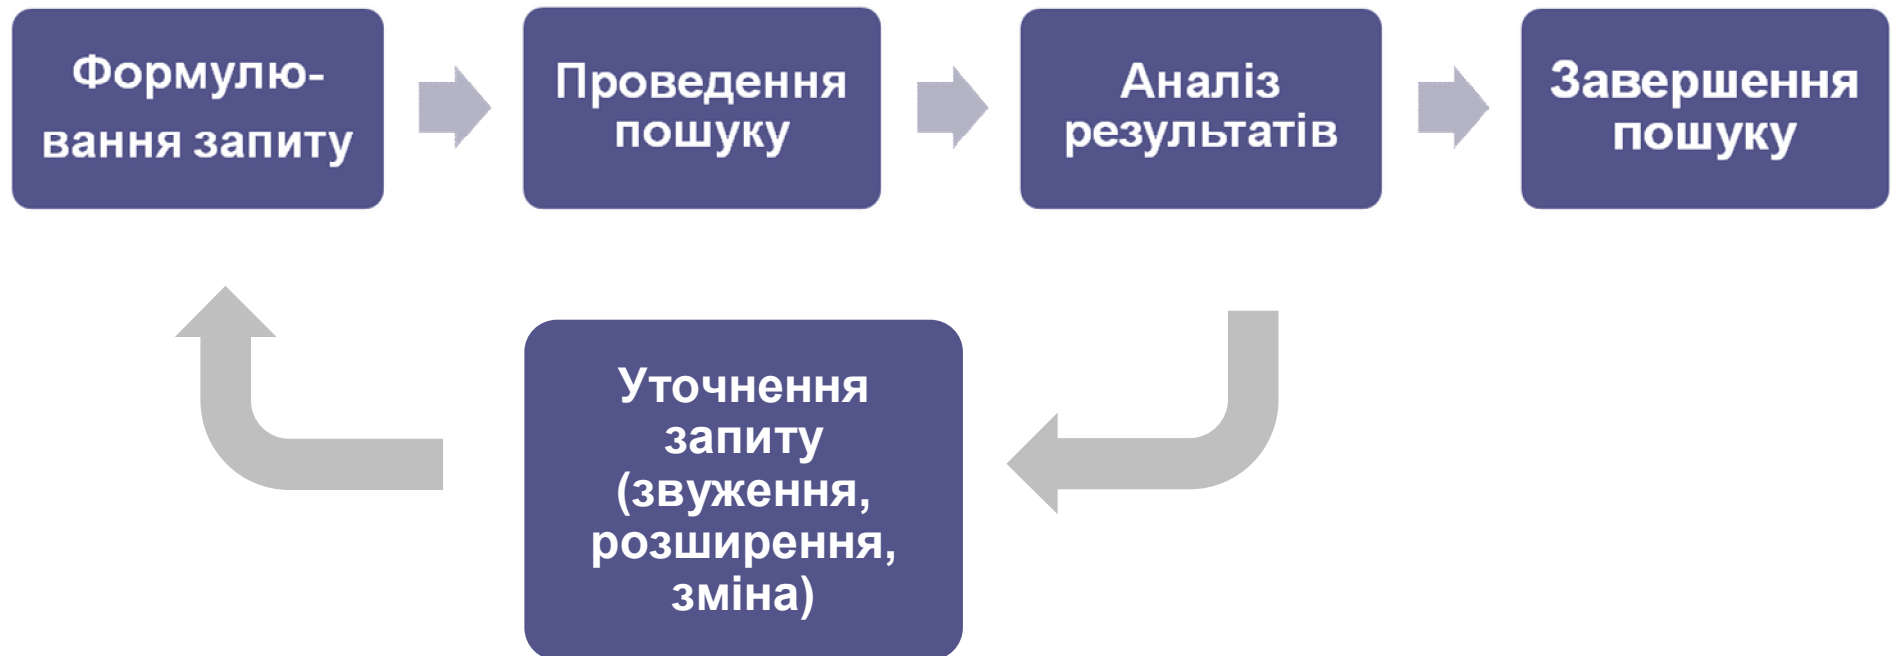 Формулю-
вання запиту
Проведення
пошуку
Аналіз
результатів
Завершення
пошуку
Уточнення
запиту
(звуження,
розширення,
зміна)